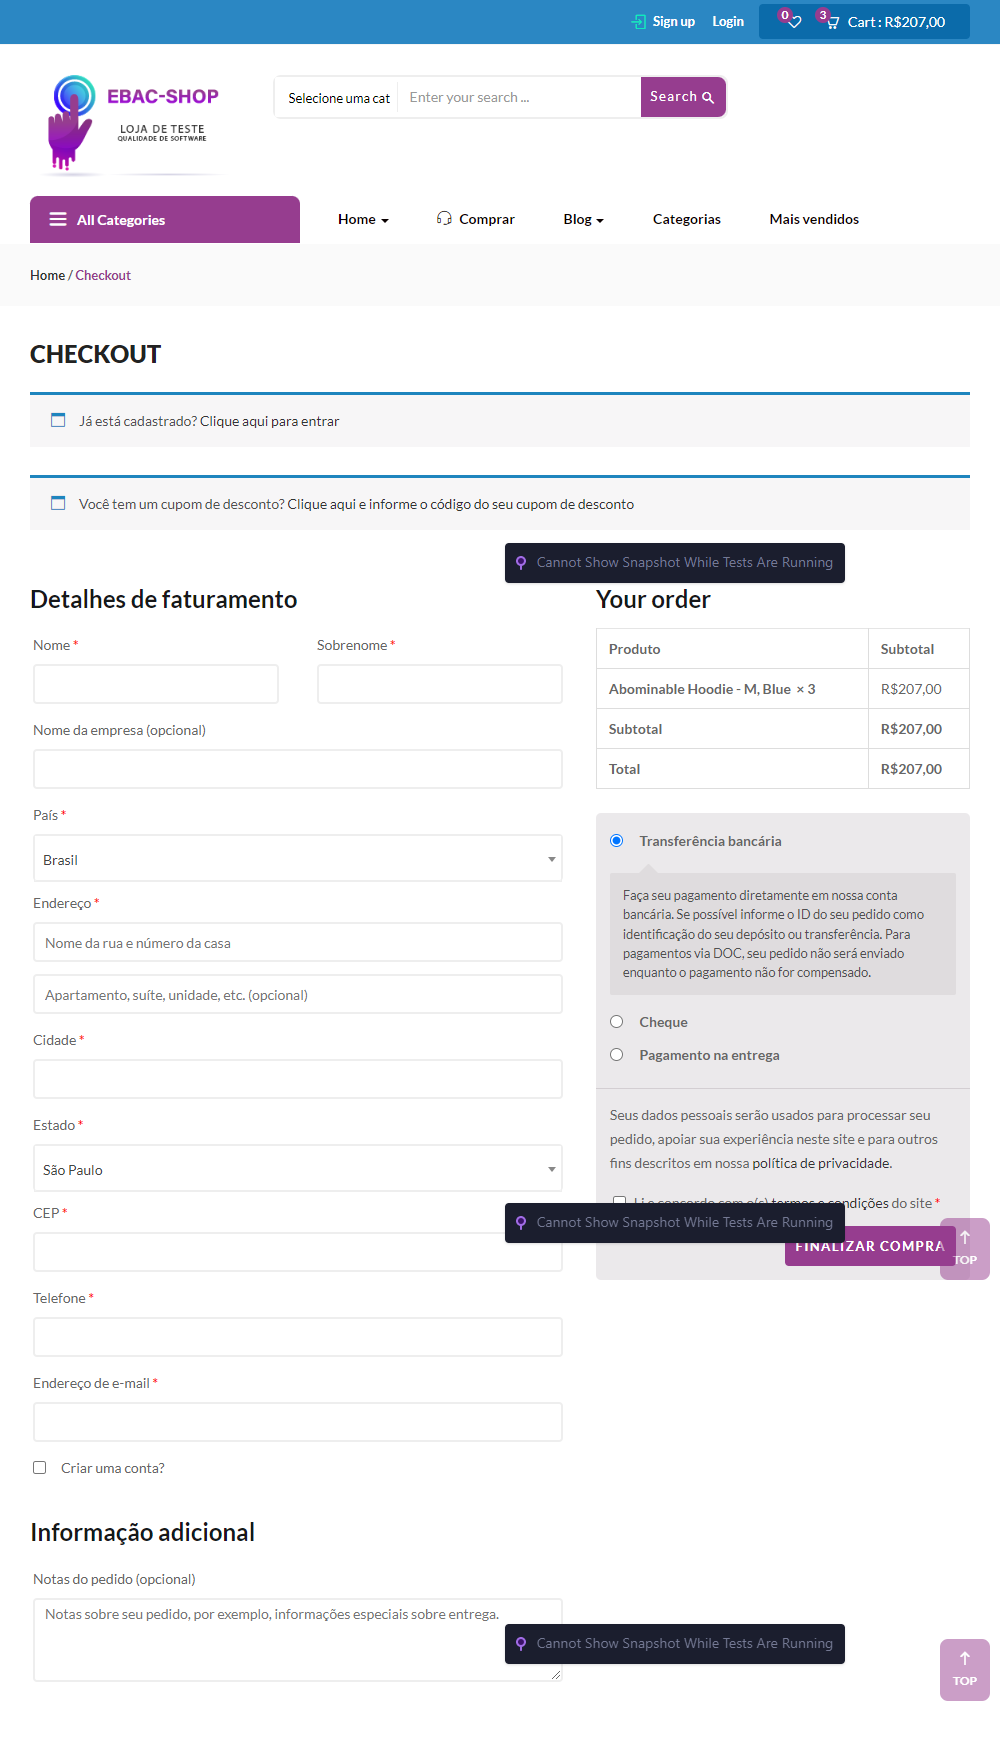 Sign up
Login
0
3
Cart : R$207,00
EBAC-SHOP
LOJA DE TESTE
QUALIDADE DE SOFTWARE
Selecione uma cat
Enter your search ...
Search
All Categories
Home
Comprar
Blog
Categorias
Mais vendidos
Home / Checkout
CHECKOUT
Já está cadastrado? Clique aqui para entrar
Você tem um cupom de desconto? Clique aqui e informe o código do seu cupom de desconto
Cannot Show Snapshot While Tests Are Running
Detalhes de faturamento
Nome *
Sobrenome *
Nome da empresa (opcional)
País *
Brasil
Endereço *
Nome da rua e número da casa
Apartamento, suíte, unidade, etc. (opcional)
Cidade *
Estado *
São Paulo
CEP *
Telefone *
Endereço de e-mail *
Criar uma conta?
Informação adicional
Notas do pedido (opcional)
Notas sobre seu pedido, por exemplo, informações especiais sobre entrega.
Your order
Produto Subtotal
Abominable Hoodie - M, Blue × 3 R$207,00
Subtotal R$207,00
Total R$207,00
Transferência bancária
Faça seu pagamento diretamente em nossa conta
bancária. Se possível informe o ID do seu pedido como
identificação do seu depósito ou transferência. Para
pagamentos via DOC, seu pedido não será enviado
enquanto o pagamento não for compensado.
Cheque
Pagamento na entrega
Seus dados pessoais serão usados para processar seu
pedido, apoiar sua experiência neste site e para outros
fins descritos em nossa política de privacidade.
Li e concordo com o(s) termos e condições do site *
Cannot Show Snapshot While Tests Are Running
FINALIZAR COMPRA
TOP
Cannot Show Snapshot While Tests Are Running
TOP